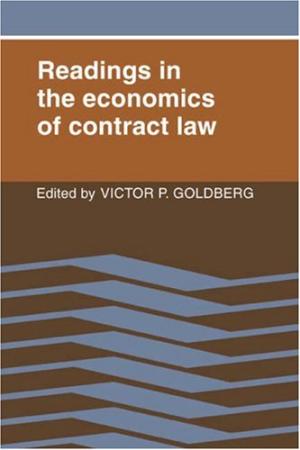 Readings in
the economics
of contract law
Edited by VICTOR P. GOLDBERG